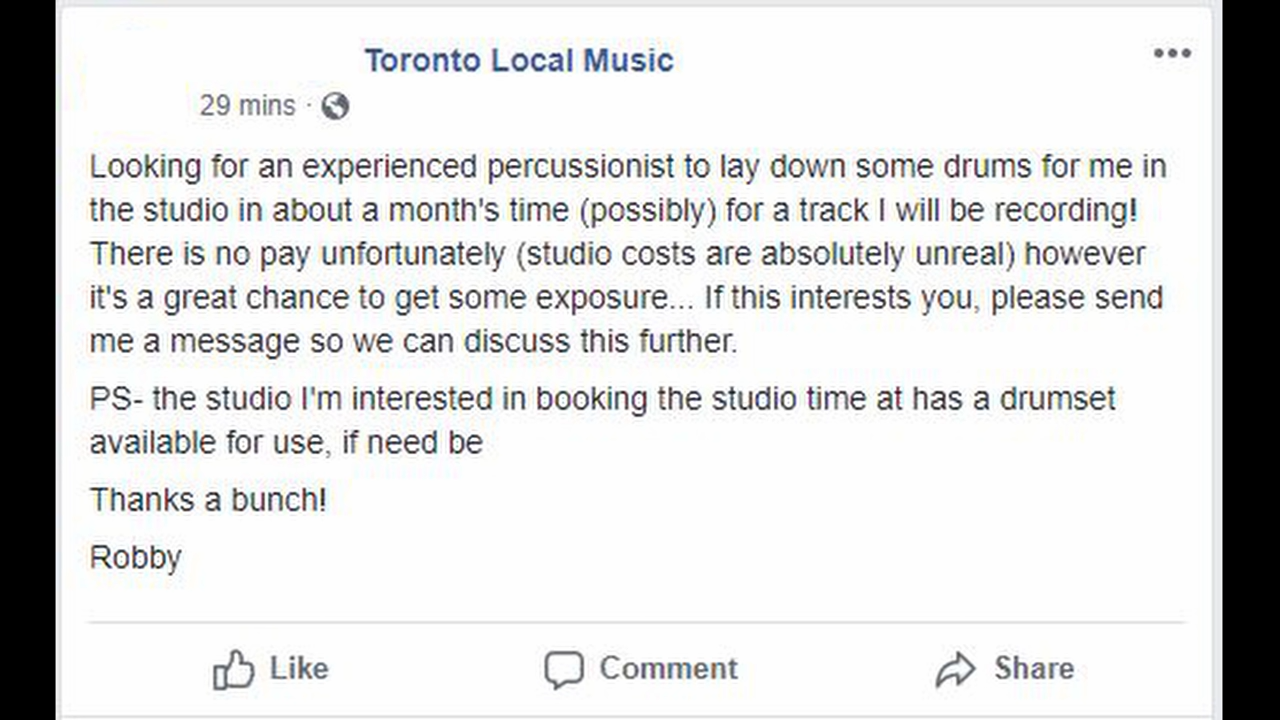 Toronto Local Music
29 mins ·
Looking for an experienced percussionist to lay down some drums for me in
the studio in about a month's time (possibly) for a track I will be recording!
There is no pay unfortunately (studio costs are absolutely unreal) however
it's a great chance to get some exposure... If this interests you, please send
me a message so we can discuss this further.
PS- the studio I'm interested in booking the studio time at has a drumset
available for use, if need be
Thanks a bunch!
Robby
Like Comment Share